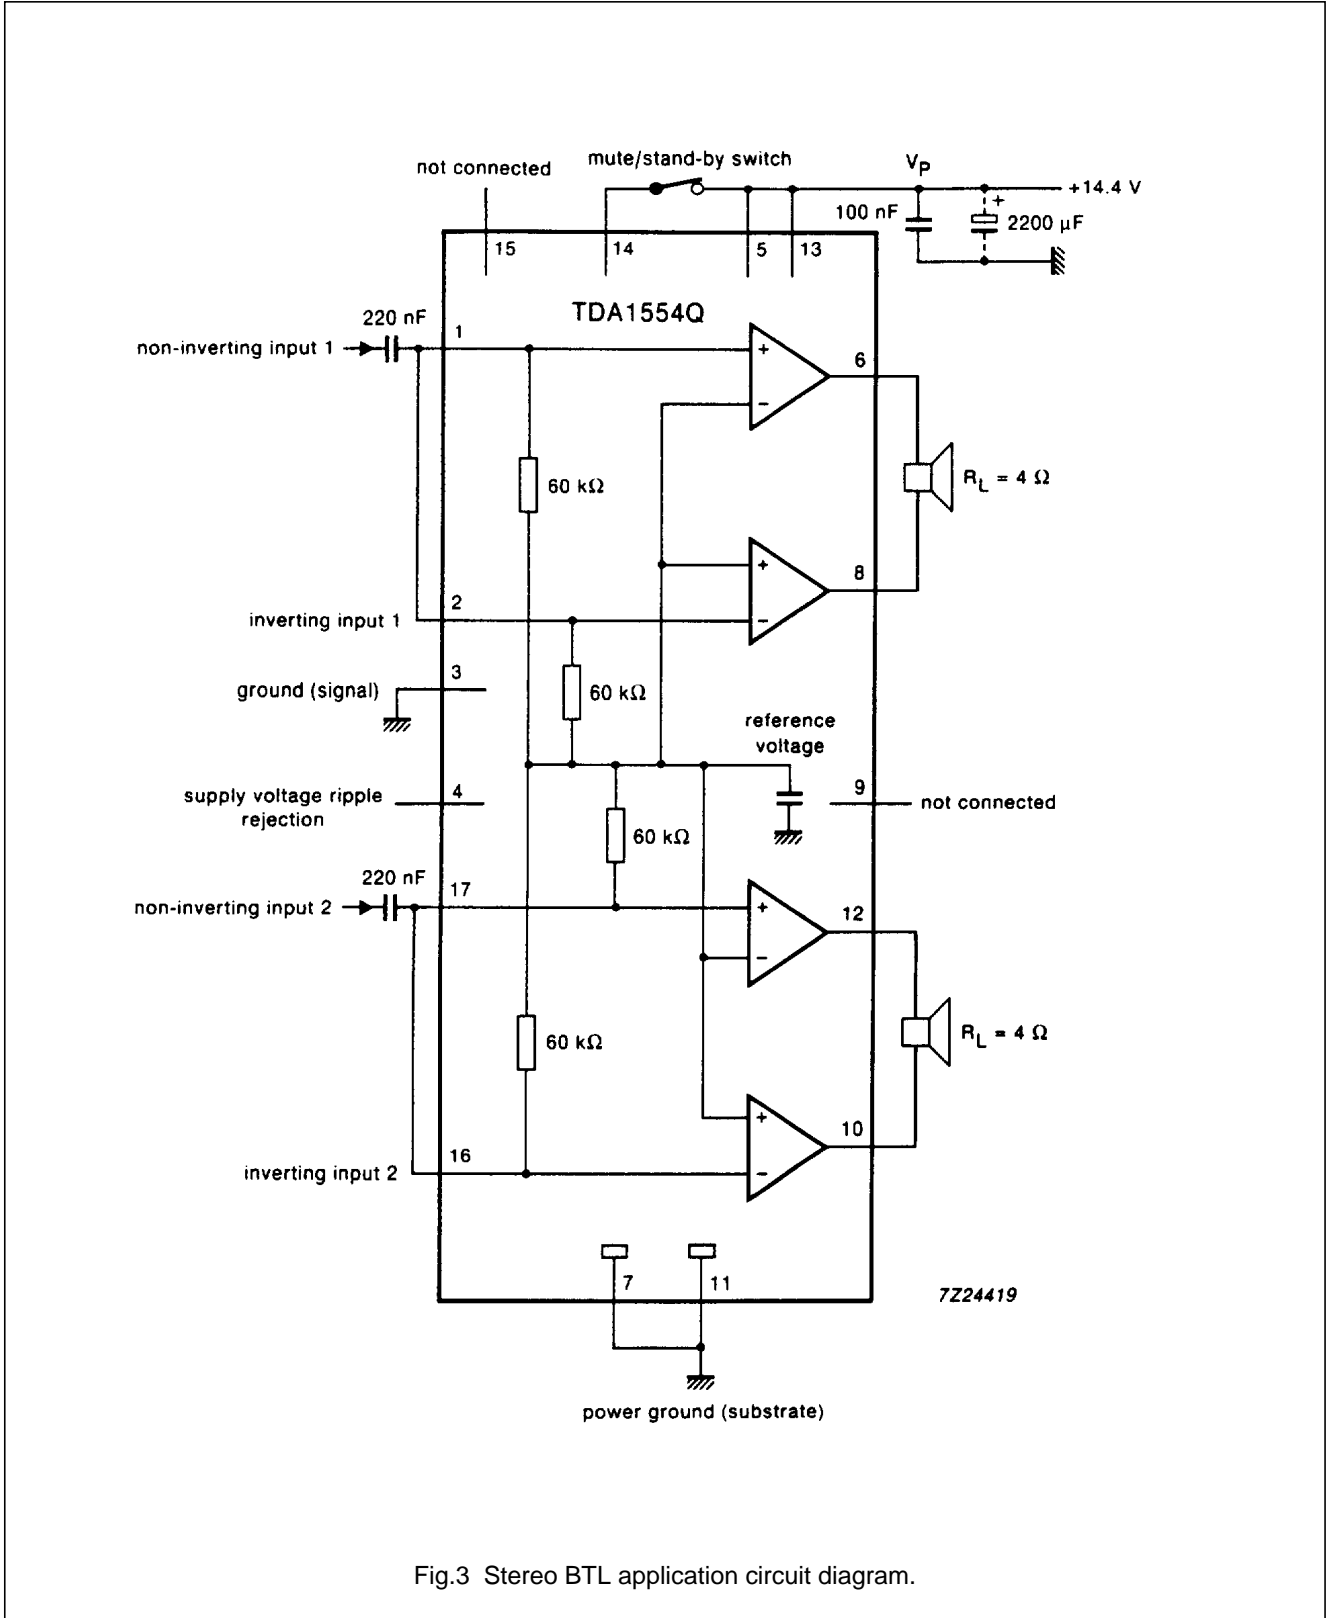 not connected
mute/stand-by switch
VP
+14.4 V
100 nF
+
2200 µF
15
14
5
13
TDA1554Q
220 nF
1
non-inverting input 1
+
6
−
60 kΩ
RL = 4 Ω
+
8
2
inverting input 1
−
3
ground (signal)
60 kΩ
reference
voltage
supply voltage ripple
rejection
4
9
not connected
60 kΩ
220 nF
17
non-inverting input 2
+
12
−
60 kΩ
RL = 4 Ω
+
10
16
inverting input 2
−
7
11
7Z24419
power ground (substrate)
Fig.3 Stereo BTL application circuit diagram.